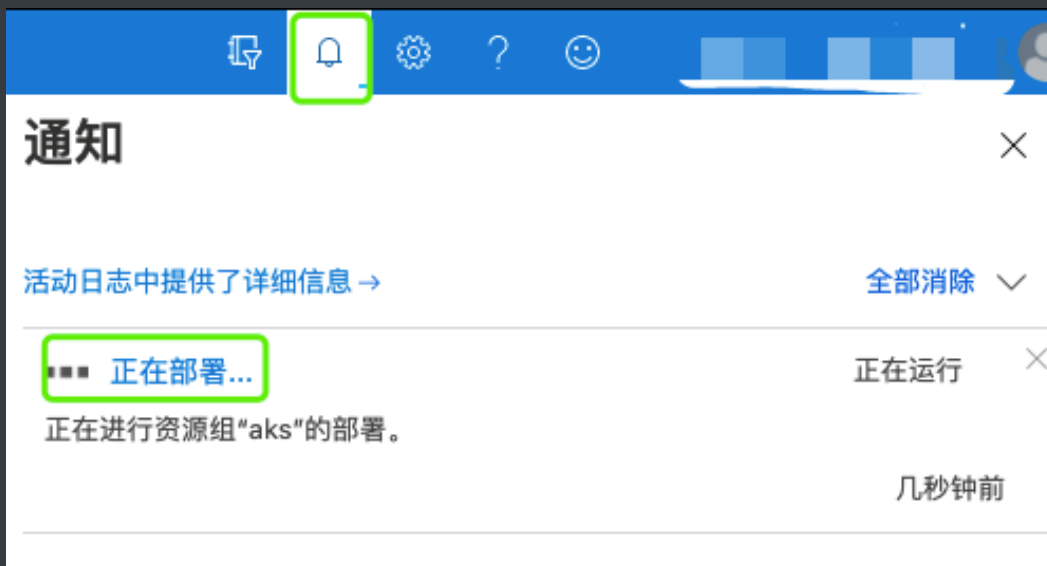 通知
活动日志中提供了详细信息→ 全部消除
正在部署... 正在运行
正在进行资源组"aks"的部署。
几秒钟前